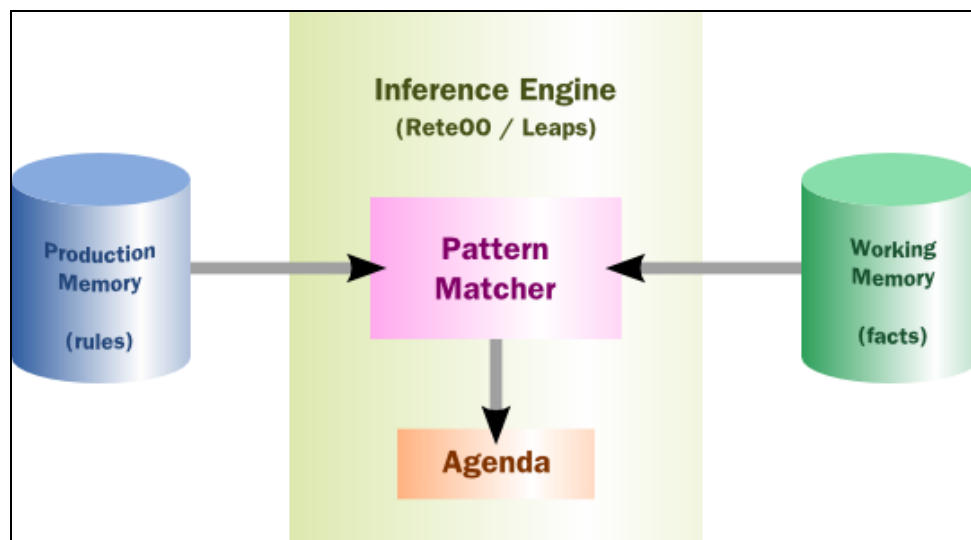 Inference Engine
(ReteOO / Leaps)
Production
Memory
(rules)
Pattern
Matcher
Working
Memory
(facts)
Agenda